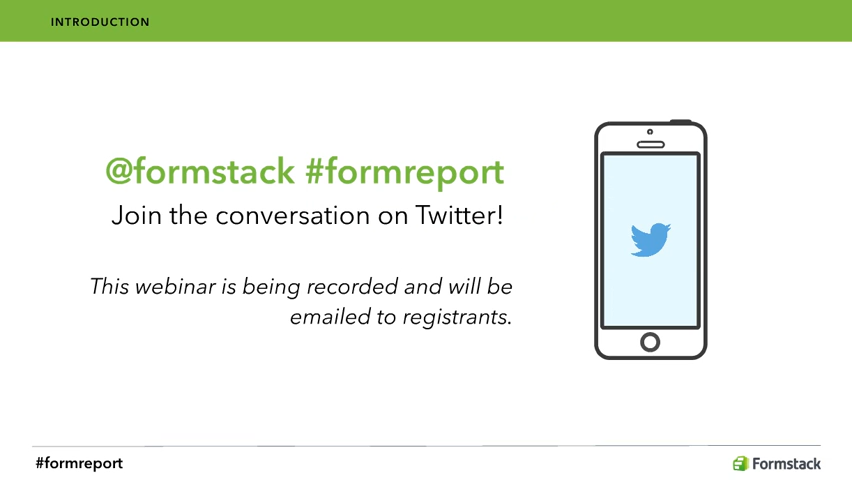 INTRODUCTION
@formstack #formreport
Join the conversation on Twitter!
This webinar is being recorded and will be
emailed to registrants.
#formreport
Formstack